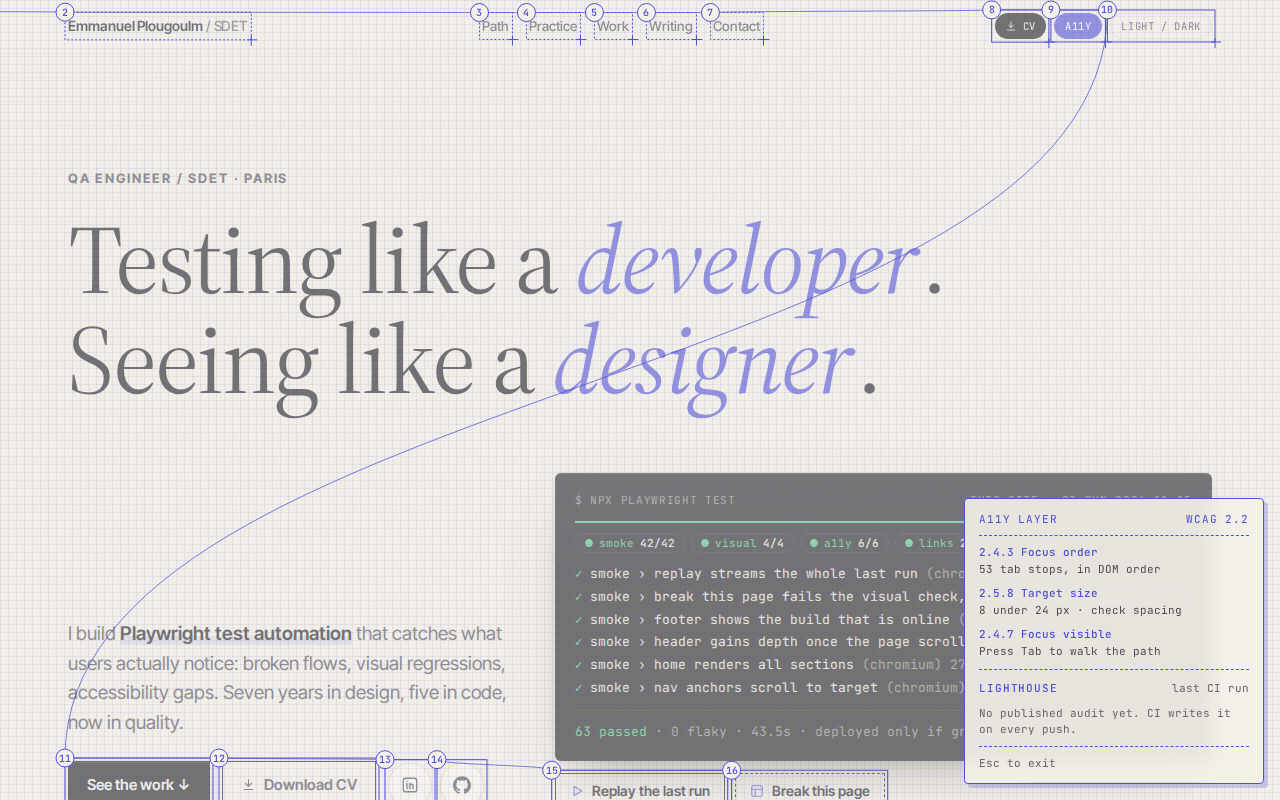 2 3 4 5 6 7 8 9 10
Emmanuel Plougoulm / SDET
Path Practice Work Writing Contact
CV A11Y LIGHT / DARK
QA ENGINEER / SDET · PARIS
Testing like a developer.
Seeing like a designer.
I build Playwright test automation that catches what
users actually notice: broken flows, visual regressions,
accessibility gaps. Seven years in design, five in code,
now in quality.
11 12 13 14
See the work ↓ Download CV in
$ NPX PLAYWRIGHT TEST
smoke 42/42 visual 4/4 a11y 6/6 links
✓ smoke › replay streams the whole last run
✓ smoke › break this page fails the visual check,
✓ smoke › footer shows the build that is online
✓ smoke › header gains depth once the page scroll
✓ smoke › home renders all sections (chromium)
✓ smoke › nav anchors scroll to target (chromium)
63 passed · 0 flaky · 43.5s · deployed only if
15 16
Replay the last run Break this page
A11Y LAYER WCAG 2.2
2.4.3 Focus order
53 tab stops, in DOM order
2.5.8 Target size
8 under 24 px · check spacing
2.4.7 Focus visible
Press Tab to walk the path
LIGHTHOUSE last CI run
No published audit yet. CI writes it
on every push.
Esc to exit